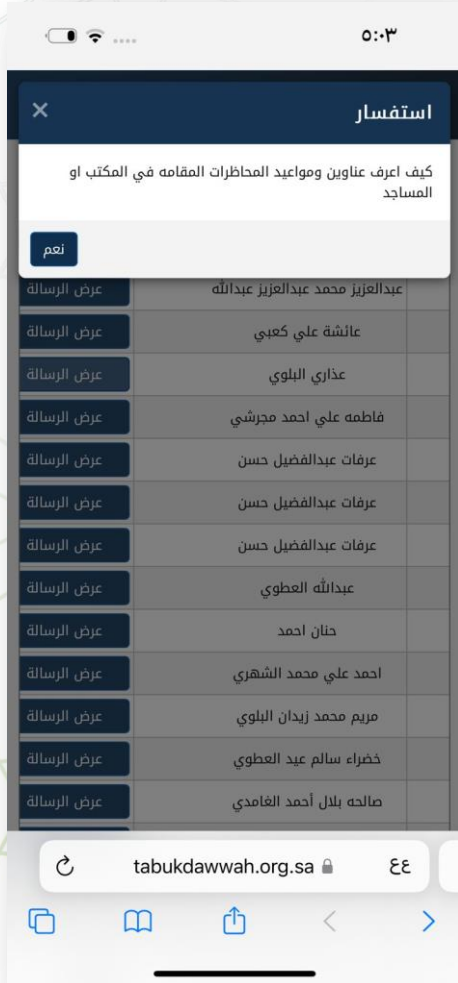 ٥:٠٣
استفسار
كيف اعرف عناوين ومواعيد المحاظرات المقامه في المكتب او
المساجد
نعم
عبدالعزيز محمد عبدالعزيز عبدالله عرض الرسالة
عائشة علي كعبي عرض الرسالة
عذاري البلوي عرض الرسالة
فاطمه علي احمد مجرشي عرض الرسالة
عرفات عبدالفضيل حسن عرض الرسالة
عرفات عبدالفضيل حسن عرض الرسالة
عرفات عبدالفضيل حسن عرض الرسالة
عبدالله العطوي عرض الرسالة
حنان احمد عرض الرسالة
احمد علي محمد الشهري عرض الرسالة
مريم محمد زيدان البلوي عرض الرسالة
خضراء سالم عيد العطوي عرض الرسالة
صالحه بلال أحمد الغامدي عرض الرسالة
عع tabukdawwah.org.sa